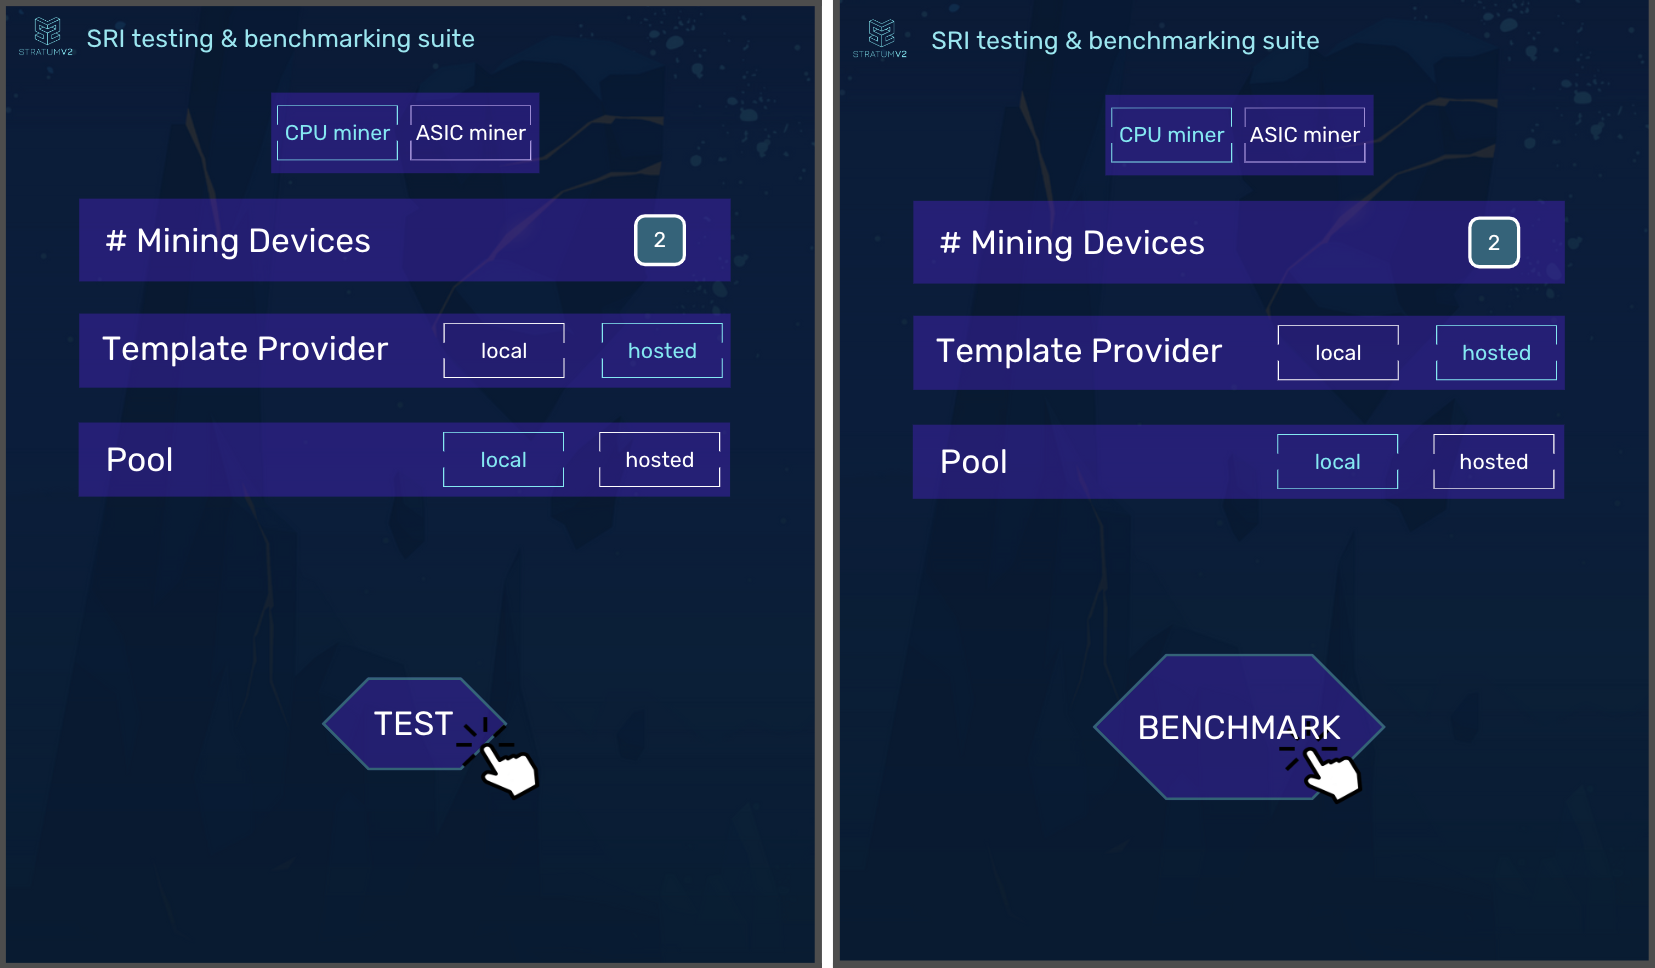 STRATUMV2
SRI testing & benchmarking suite
CPU miner
ASIC miner
# Mining Devices
2
Template Provider
local
hosted
Pool
local
hosted
TEST
STRATUMV2
SRI testing & benchmarking suite
CPU miner
ASIC miner
# Mining Devices
2
Template Provider
local
hosted
Pool
local
hosted
BENCHMARK